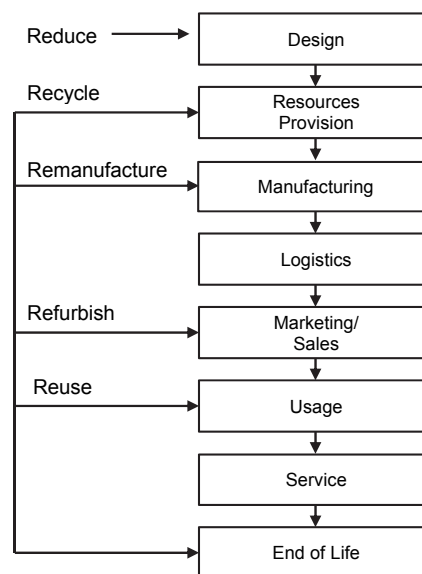 Reduce
Design
Recycle
Resources
Provision
Remanufacture
Manufacturing
Logistics
Refurbish
Marketing/
Sales
Reuse
Usage
Service
End of Life